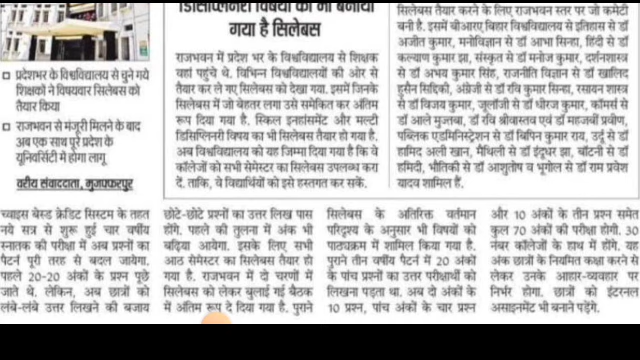 डिसिप्लिनरी विषयों का भी बनाया
गया है सिलेबस
राजभवन में प्रदेश भर के विश्वविद्यालय से शिक्षक
वहां पहुंचे थे. विभिन्न विश्वविद्यालयों की ओर से
तैयार कर ले गए सिलेबस को देखा गया. इसमें जिनके
सिलेबस में जो बेहतर लगा उसे समेकित कर अंतिम
रूप दिया गया है. स्किल इनहांसमेंट और मल्टी
डिसिप्लिनरी विषय का भी सिलेबस तैयार हो गया है.
अब विश्वविद्यालय को यह जिम्मा दिया गया है कि वे
कॉलेजों को सभी सेमेस्टर का सिलेबस उपलब्ध करा
दें. ताकि, वे विद्यार्थियों को इसे हस्तगत कर सकें.
सिलेबस तैयार करने के लिए राजभवन स्तर पर जो कमेटी
बनी है. इसमें बीआरए बिहार विश्वविद्यालय से इतिहास से डॉ
अजीत कुमार, मनोविज्ञान से डॉ आभा सिन्हा, हिंदी से डॉ
कल्याण कुमार झा, संस्कृत से डॉ मनोज कुमार, दर्शनशास्त्र
से डॉ अभय कुमार सिंह, राजनीति विज्ञान से डॉ खालिद
हुसैन सिद्दिकी, अंग्रेजी से डॉ रवि कुमार सिन्हा, रसायन शास्त्र
से डॉ विजय कुमार, जूलॉजी से डॉ धीरज कुमार, कॉमर्स से
डॉ आले मुज्तबा, डॉ रवि श्रीवास्तव एवं डॉ महजबीं प्रवीण,
पब्लिक एडमिनिस्ट्रेशन से डॉ बिपिन कुमार राय, उर्दू से डॉ
हामिद अली खान, मैथिली से डॉ इंदूधर झा, बॉटनी से डॉ
हमिदी, भौतिकी से डॉ आशुतोष व भूगोल से डॉ राम प्रवेश
यादव शामिल हैं.
प्रदेशभर के विश्वविद्यालय से चुने गये
शिक्षकों ने विषयवार सिलेबस को
तैयार किया
राजभवन से मंजूरी मिलने के बाद
अब एक साथ पूरे प्रदेश के
यूनिवर्सिटी में होगा लागू
वरीय संवाददाता, मुजफ्फरपुर
च्वाइस बेस्ड क्रेडिट सिस्टम के तहत
नये सत्र से शुरू हुई चार वर्षीय
स्नातक की परीक्षा में अब प्रश्नों का
पैटर्न पूरी तरह से बदल जायेगा.
पहले 20-20 अंकों के प्रश्न पूछे
जाते थे. लेकिन, अब छात्रों को
लंबे-लंबे उत्तर लिखने की बजाय
छोटे-छोटे प्रश्नों का उत्तर लिख पास
होंगे. पहले की तुलना में अंक भी
बढ़िया आयेगा. इसके लिए सभी
आठ सेमेस्टर का सिलेबस तैयार हो
गया है. राजभवन में दो चरणों में
सिलेबस को लेकर बुलाई गई बैठक
में अंतिम रूप दे दिया गया है. पुराने
सिलेबस के अतिरिक्त वर्तमान
परिदृश्य के अनुसार भी विषयों को
पाठ्यक्रम में शामिल किया गया है.
पुराने तीन वर्षीय पैटर्न में 20 अंकों
के पांच प्रश्नों का उत्तर परीक्षार्थी को
लिखना पड़ता था. अब दो अंकों के
10 प्रश्न, पांच अंकों के चार प्रश्न
और 10 अंकों के तीन प्रश्न समेत
कुल 70 अंकों की परीक्षा होगी. 30
नंबर कॉलेजों के हाथ में होंगे. यह
अंक छात्रों के नियमित कक्षा करने से
लेकर उनके आहार-व्यवहार पर
निर्भर होगा. छात्रों को इंटरनल
असाइनमेंट भी बनाने पड़ेंगे.